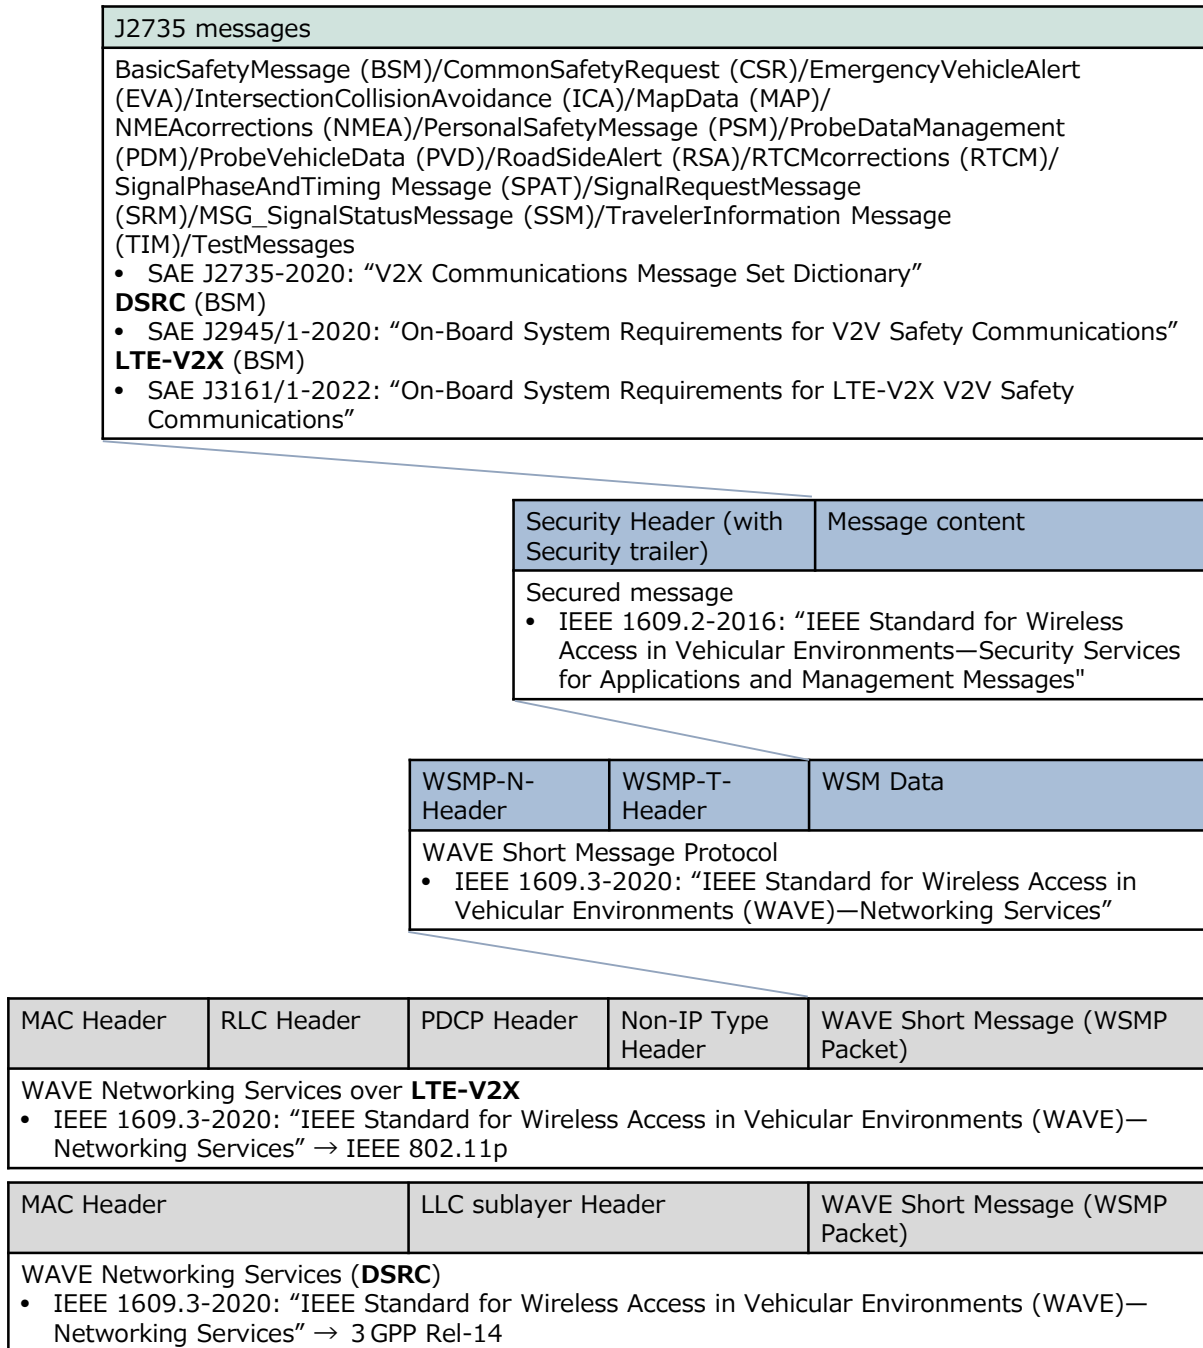 J2735 messages
BasicSafetyMessage (BSM)/CommonSafetyRequest (CSR)/EmergencyVehicleAlert
(EVA)/IntersectionCollisionAvoidance (ICA)/MapData (MAP)/
NMEAcorrections (NMEA)/PersonalSafetyMessage (PSM)/ProbeDataManagement
(PDM)/ProbeVehicleData (PVD)/RoadSideAlert (RSA)/RTCMcorrections (RTCM)/
SignalPhaseAndTiming Message (SPAT)/SignalRequestMessage
(SRM)/MSG_SignalStatusMessage (SSM)/TravelerInformation Message
(TIM)/TestMessages
• SAE J2735-2020: “V2X Communications Message Set Dictionary”
DSRC (BSM)
• SAE J2945/1-2020: “On-Board System Requirements for V2V Safety Communications”
LTE-V2X (BSM)
• SAE J3161/1-2022: “On-Board System Requirements for LTE-V2X V2V Safety
Communications”
Security Header (with
Security trailer)
Message content
Secured message
• IEEE 1609.2-2016: “IEEE Standard for Wireless
Access in Vehicular Environments—Security Services
for Applications and Management Messages"
WSMP-N-
Header
WSMP-T-
Header
WSM Data
WAVE Short Message Protocol
• IEEE 1609.3-2020: “IEEE Standard for Wireless Access in
Vehicular Environments (WAVE)—Networking Services”
MAC Header
RLC Header
PDCP Header
Non-IP Type
Header
WAVE Short Message (WSMP
Packet)
WAVE Networking Services over LTE-V2X
• IEEE 1609.3-2020: “IEEE Standard for Wireless Access in Vehicular Environments (WAVE)—
Networking Services” → IEEE 802.11p
MAC Header
LLC sublayer Header
WAVE Short Message (WSMP
Packet)
WAVE Networking Services (DSRC)
• IEEE 1609.3-2020: “IEEE Standard for Wireless Access in Vehicular Environments (WAVE)—
Networking Services” → 3GPP Rel-14